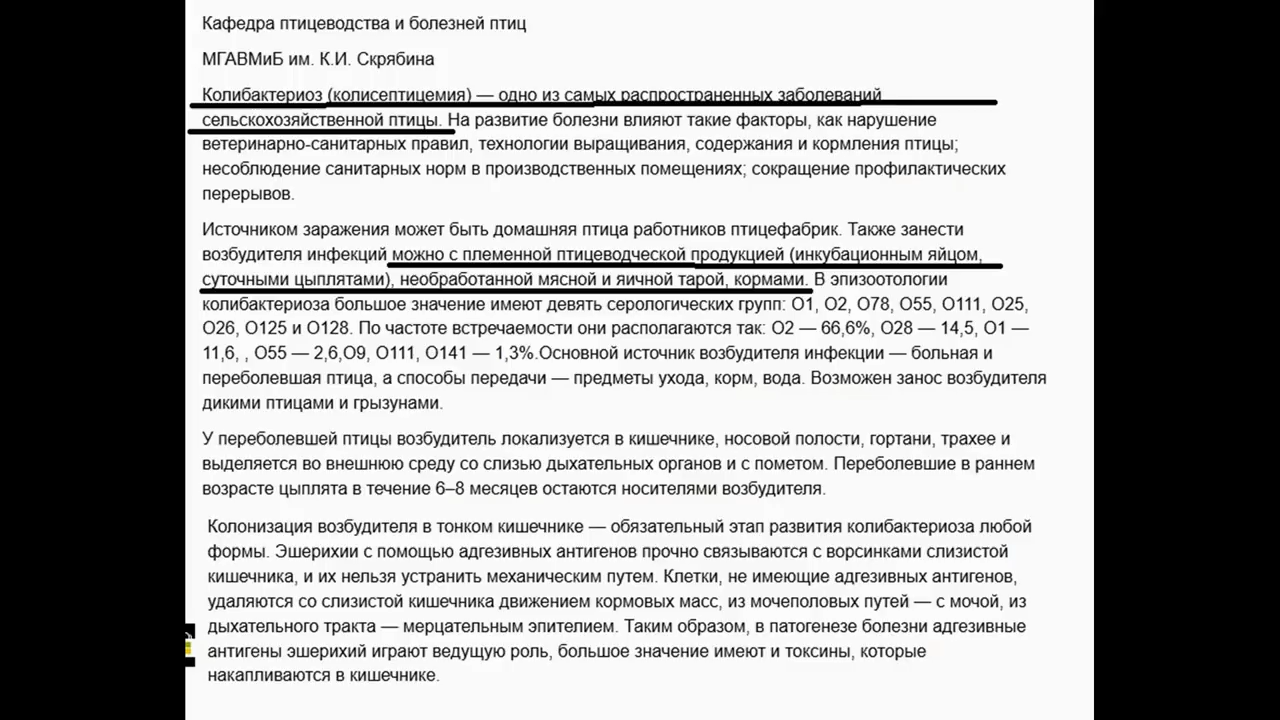 Кафедра птицеводства и болезней птиц
МГАВМиБ им. К.И. Скрябина
Колибактериоз (колисептицемия) — одно из самых распространенных заболеваний
сельскохозяйственной птицы. На развитие болезни влияют такие факторы, как нарушение
ветеринарно-санитарных правил, технологии выращивания, содержания и кормления птицы;
несоблюдение санитарных норм в производственных помещениях; сокращение профилактических
перерывов.
Источником заражения может быть домашняя птица работников птицефабрик. Также занести
возбудителя инфекций можно с племенной птицеводческой продукцией (инкубационным яйцом,
суточными цыплятами), необработанной мясной и яичной тарой, кормами. В эпизоотологии
колибактериоза большое значение имеют девять серологических групп: О1, О2, О78, О55, О111, О25,
О26, О125 и О128. По частоте встречаемости они располагаются так: О2 — 66,6%, О28 — 14,5, О1 —
11,6, , О55 — 2,6,О9, О111, О141 — 1,3%.Основной источник возбудителя инфекции — больная и
переболевшая птица, а способы передачи — предметы ухода, корм, вода. Возможен занос возбудителя
дикими птицами и грызунами.
У переболевшей птицы возбудитель локализуется в кишечнике, носовой полости, гортани, трахее и
выделяется во внешнюю среду со слизью дыхательных органов и с пометом. Переболевшие в раннем
возрасте цыплята в течение 6–8 месяцев остаются носителями возбудителя.
Колонизация возбудителя в тонком кишечнике — обязательный этап развития колибактериоза любой
формы. Эшерихии с помощью адгезивных антигенов прочно связываются с ворсинками слизистой
кишечника, и их нельзя устранить механическим путем. Клетки, не имеющие адгезивных антигенов,
удаляются со слизистой кишечника движением кормовых масс, из мочеполовых путей — с мочой, из
дыхательного тракта — мерцательным эпителием. Таким образом, в патогенезе болезни адгезивные
антигены эшерихий играют ведущую роль, большое значение имеют и токсины, которые
накапливаются в кишечнике.